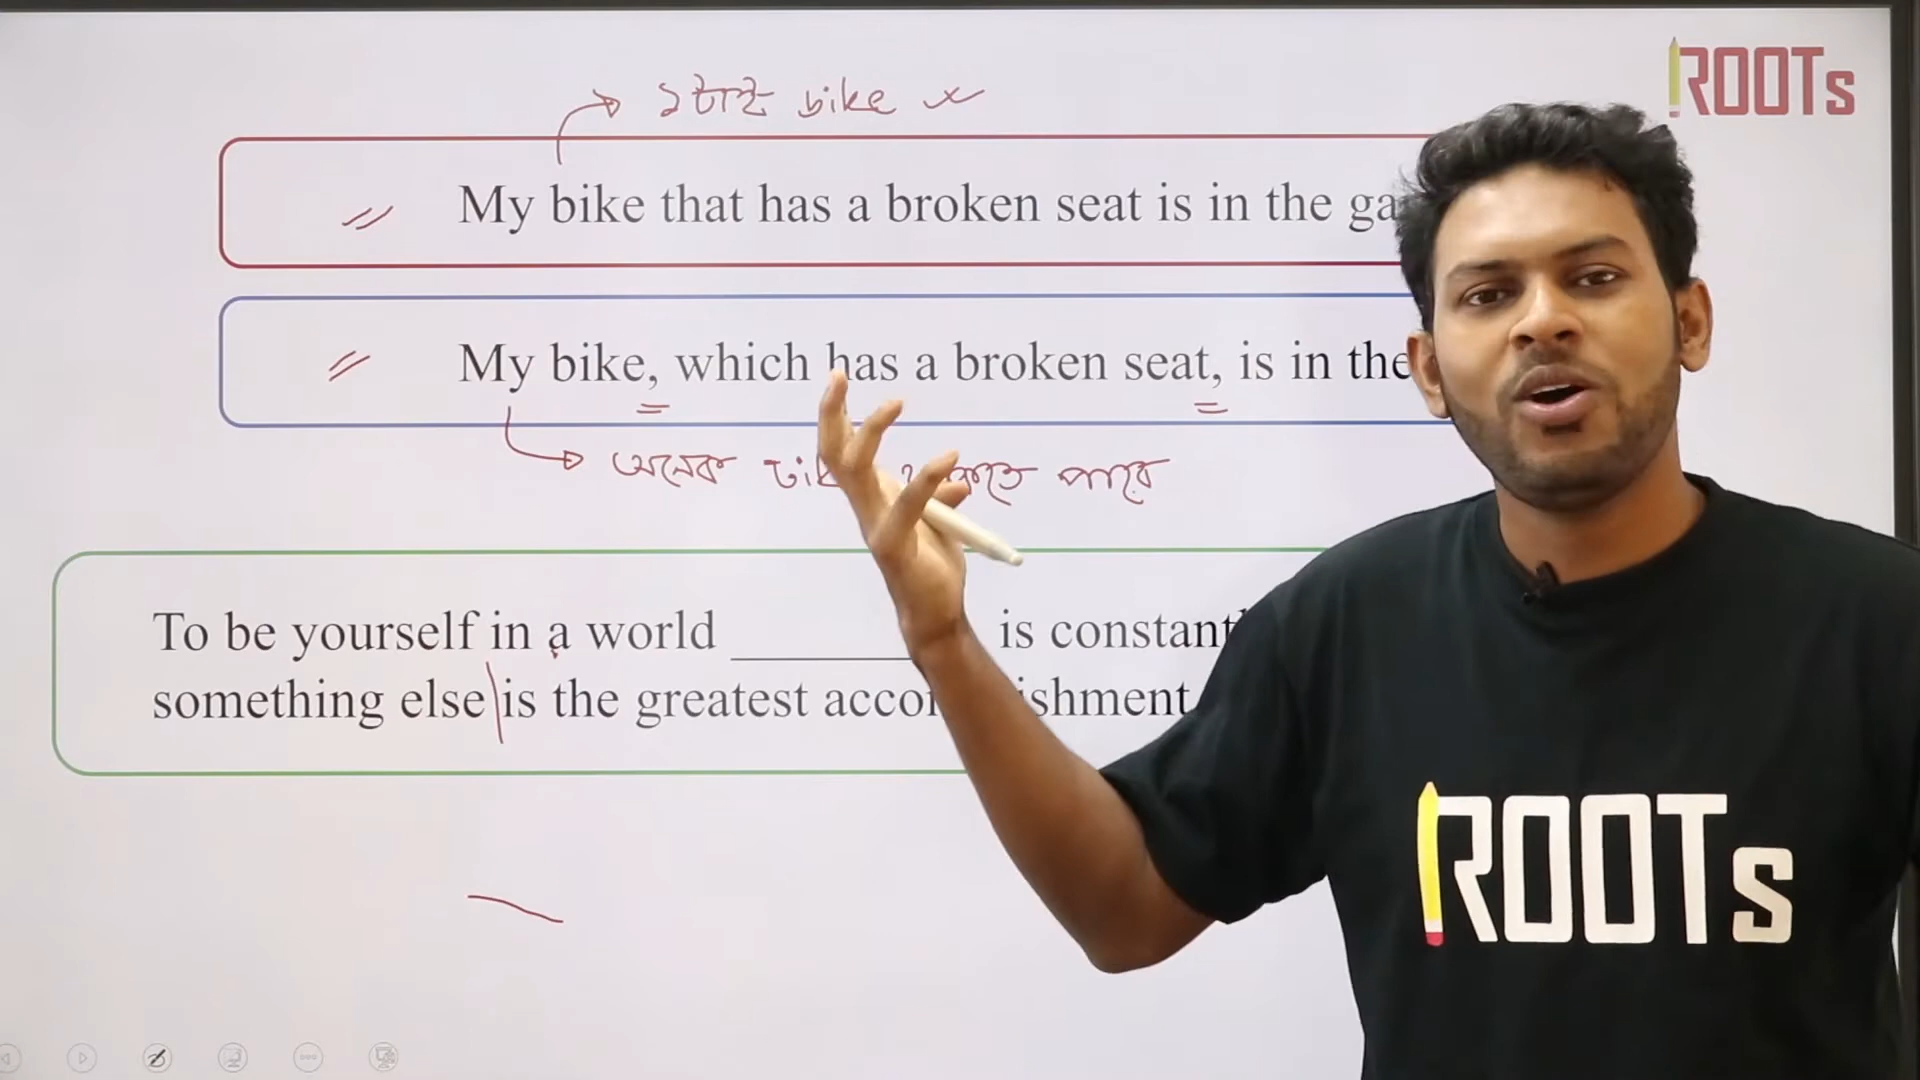 ROOTs
১টাই bike
My bike that has a broken seat is in the ga
My bike, which has a broken seat, is in the
অনেক পারে
To be yourself in a world ________ is constant
something else is the greatest accom ishment
ROOTs